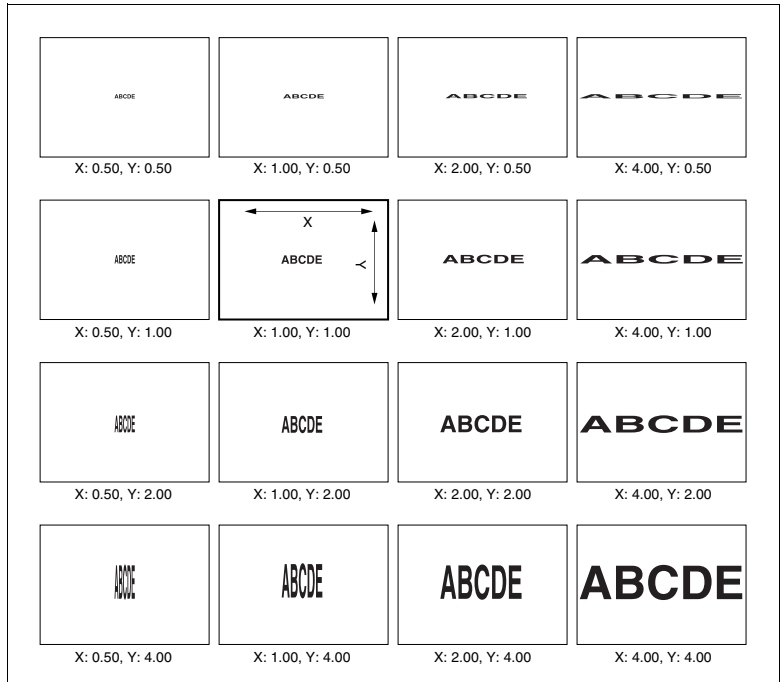 ABCDE ABCDE ABCDE ABCDE
X: 0.50, Y: 0.50 X: 1.00, Y: 0.50 X: 2.00, Y: 0.50 X: 4.00, Y: 0.50
X
ABCDE ABCDE Y ABCDE ABCDE
X: 0.50, Y: 1.00 X: 1.00, Y: 1.00 X: 2.00, Y: 1.00 X: 4.00, Y: 1.00
ABCDE ABCDE ABCDE ABCDE
X: 0.50, Y: 2.00 X: 1.00, Y: 2.00 X: 2.00, Y: 2.00 X: 4.00, Y: 2.00
ABCDE ABCDE ABCDE ABCDE
X: 0.50, Y: 4.00 X: 1.00, Y: 4.00 X: 2.00, Y: 4.00 X: 4.00, Y: 4.00